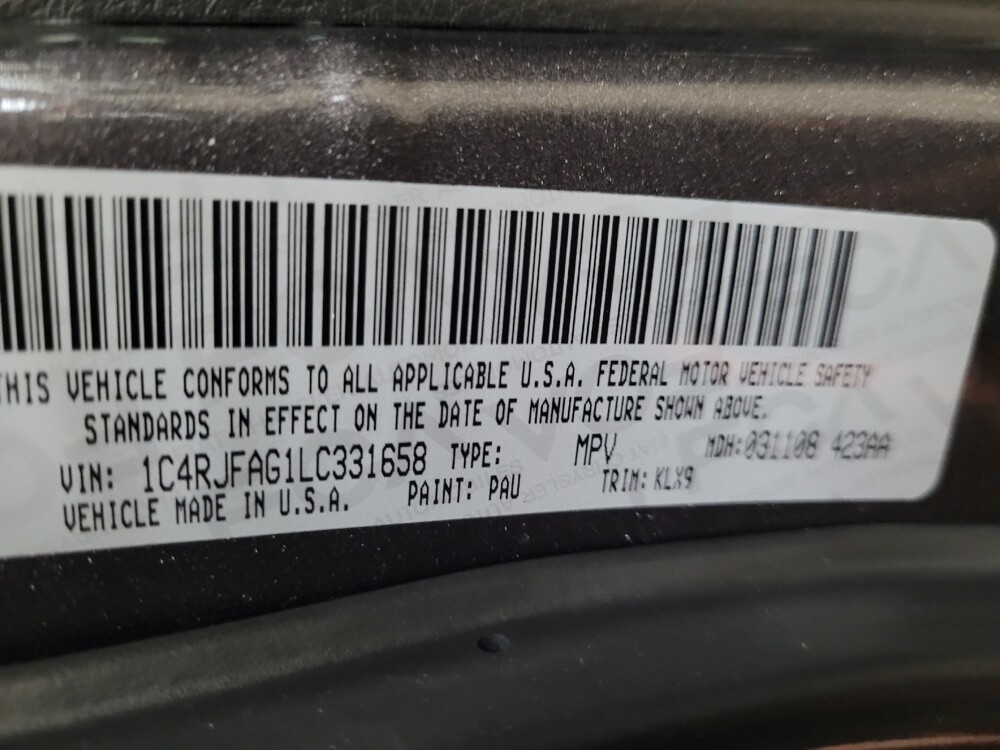 THIS VEHICLE CONFORMS TO ALL APPLICABLE U.S.A. FEDERAL MOTOR VEHICLE SAFETY
STANDARDS IN EFFECT ON THE DATE OF MANUFACTURE SHOWN ABOVE.
VIN: 1C4RJFAG1LC331658 TYPE: MPV MDH:031108 423AA
VEHICLE MADE IN U.S.A. PAINT: PAU TRIM: KLX9